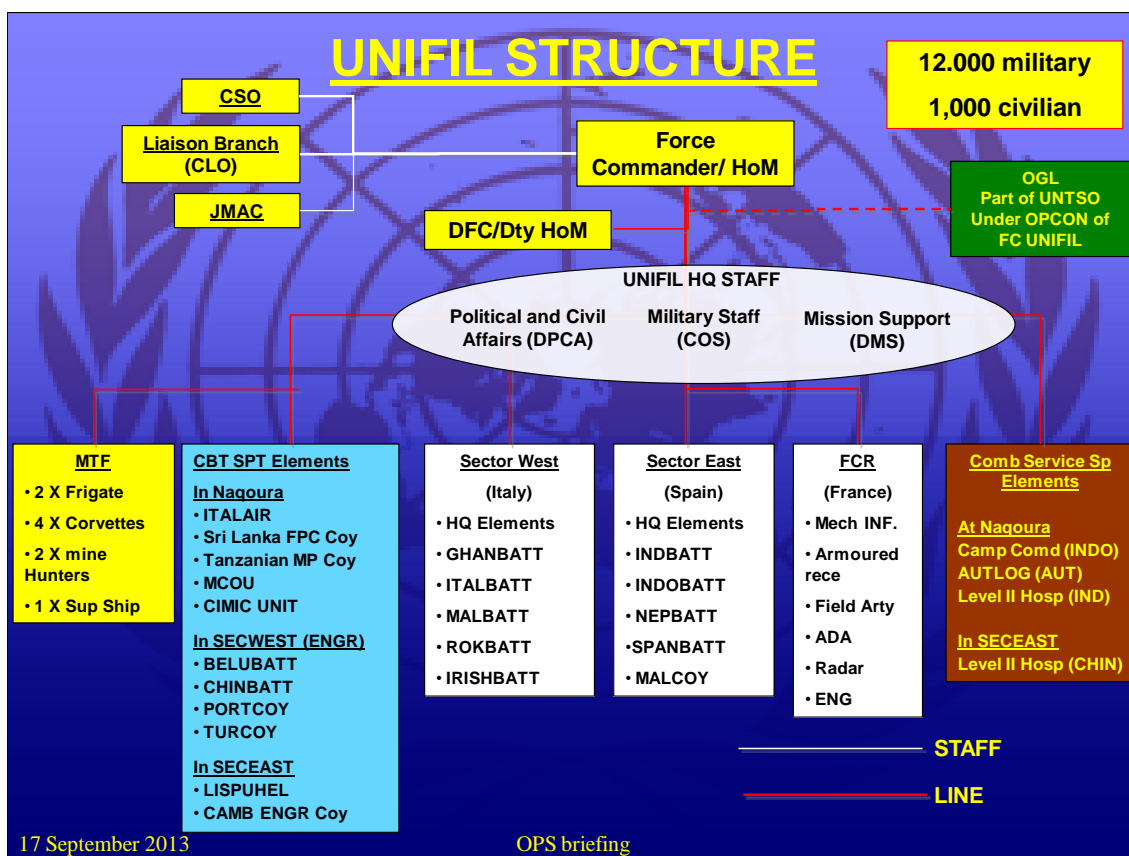 UNIFIL STRUCTURE
12.000 military
1,000 civilian
CSO
Liaison Branch
(CLO)
JMAC
Force
Commander/ HoM
DFC/Dty HoM
OGL
Part of UNTSO
Under OPCON of
FC UNIFIL
UNIFIL HQ STAFF
Political and Civil
Affairs (DPCA)
Military Staff
(COS)
Mission Support
(DMS)
MTF
• 2 X Frigate
• 4 X Corvettes
• 2 X mine
Hunters
• 1 X Sup Ship
CBT SPT Elements
In Naqoura
• ITALAIR
• Sri Lanka FPC Coy
• Tanzanian MP Coy
• MCOU
• CIMIC UNIT
In SECWEST (ENGR)
• BELUBATT
• CHINBATT
• PORTCOY
• TURCOY
In SECEAST
• LISPUHEL
• CAMB ENGR Coy
Sector West
(Italy)
• HQ Elements
• GHANBATT
• ITALBATT
• MALBATT
• ROKBATT
• IRISHBATT
Sector East
(Spain)
• HQ Elements
• INDBATT
• INDOBATT
• NEPBATT
•SPANBATT
• MALCOY
FCR
(France)
• Mech INF.
• Armoured
rece
• Field Arty
• ADA
• Radar
• ENG
Comb Service Sp
Elements
At Naqoura
Camp Comd (INDO)
AUTLOG (AUT)
Level II Hosp (IND)
In SECEAST
Level II Hosp (CHIN)
STAFF
LINE
17 September 2013
OPS briefing